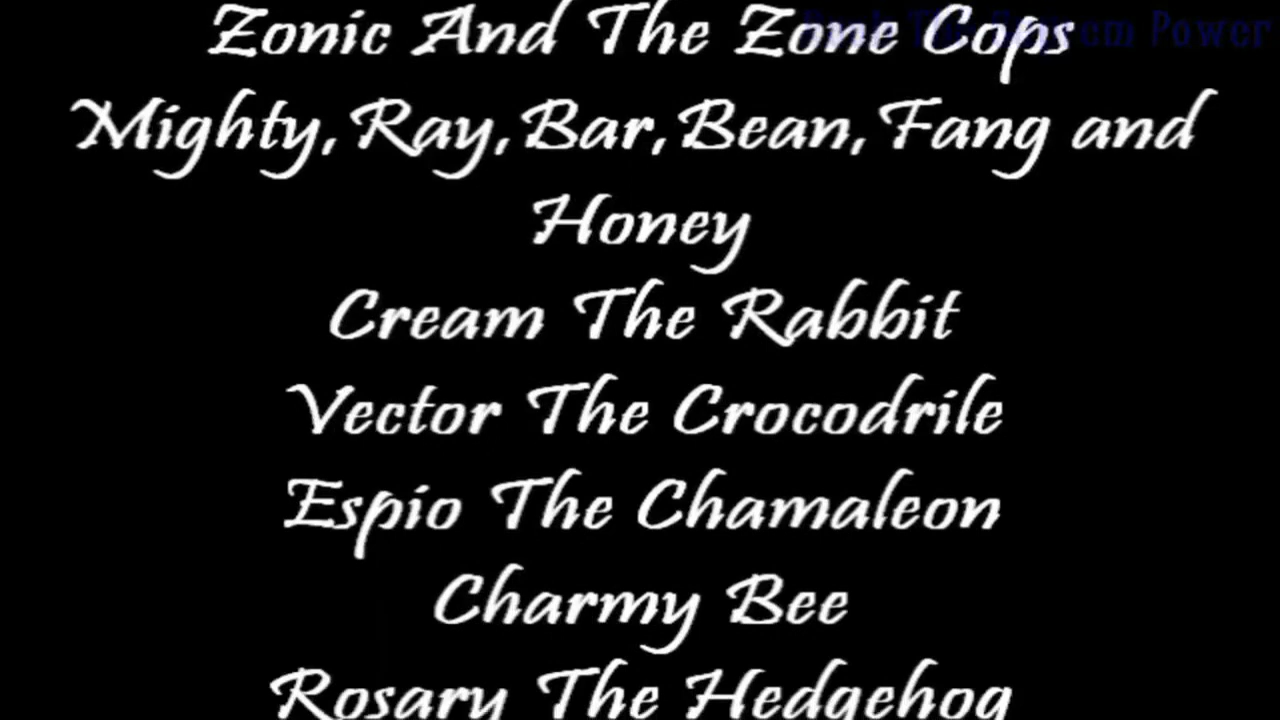 Zonic And The Zone Cops
Mighty,Ray,Bar,Bean,Fang and
Honey
Cream The Rabbit
Vector The Crocodrile
Espio The Chamaleon
Charmy Bee
Rosary The Hedgehog
Power